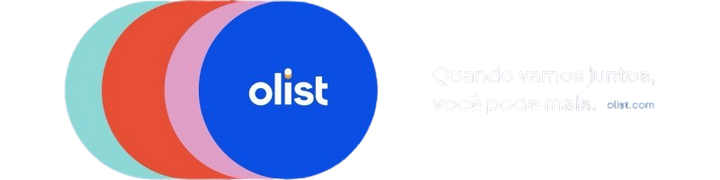 olist
Quando vamos juntos,
você pode mais. olist.com